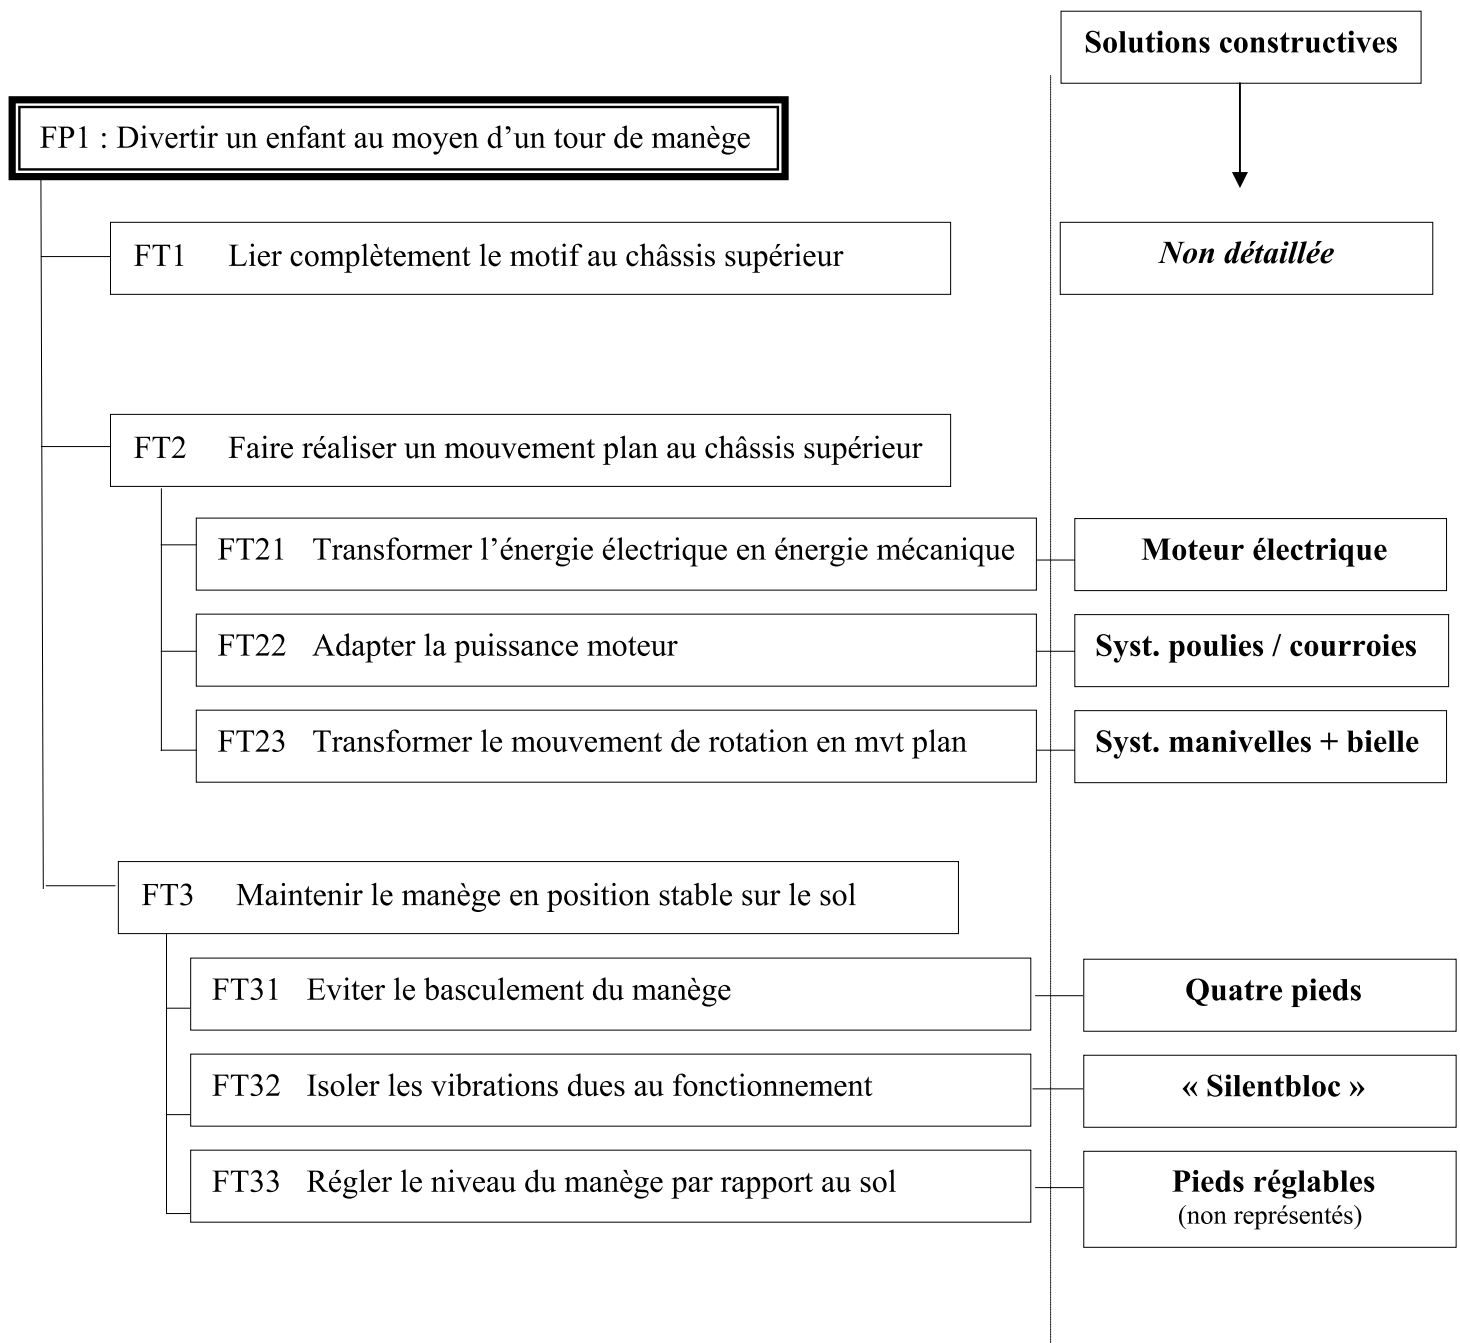 Solutions constructives
FP1 : Divertir un enfant au moyen d’un tour de manège
FT1 Lier complètement le motif au châssis supérieur
Non détaillée
FT2 Faire réaliser un mouvement plan au châssis supérieur
FT21 Transformer l’énergie électrique en énergie mécanique
Moteur électrique
FT22 Adapter la puissance moteur
Syst. poulies / courroies
FT23 Transformer le mouvement de rotation en mvt plan
Syst. manivelles + bielle
FT3 Maintenir le manège en position stable sur le sol
FT31 Eviter le basculement du manège
Quatre pieds
FT32 Isoler les vibrations dues au fonctionnement
« Silentbloc »
FT33 Régler le niveau du manège par rapport au sol
Pieds réglables
(non représentés)